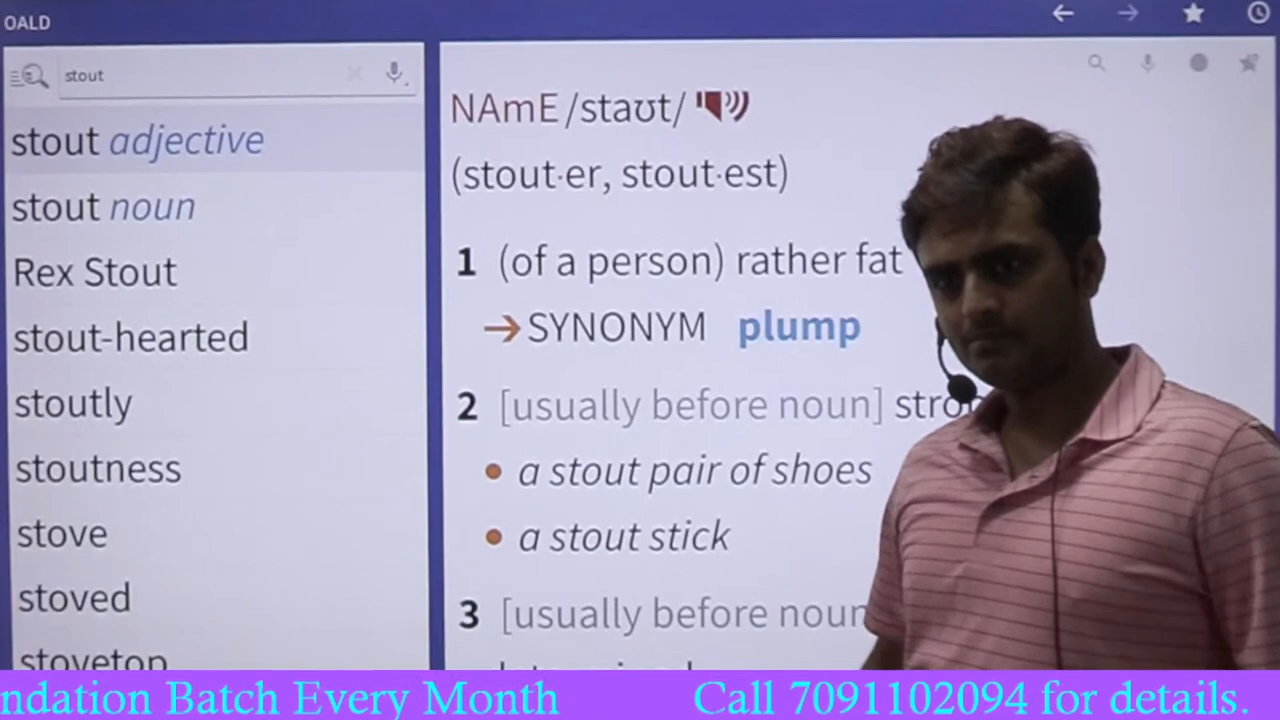 OALD
stout
stout adjective
stout noun
Rex Stout
stout-hearted
stoutly
stoutness
stove
stoved
stovetop
NAmE /staʊt/
(stout·er, stout·est)
1 (of a person) rather fat
→ SYNONYM plump
2 [usually before noun]
• a stout pair of shoes
• a stout stick
3 [usually before noun
ndation Batch Every Month Call 7091102094 for details.